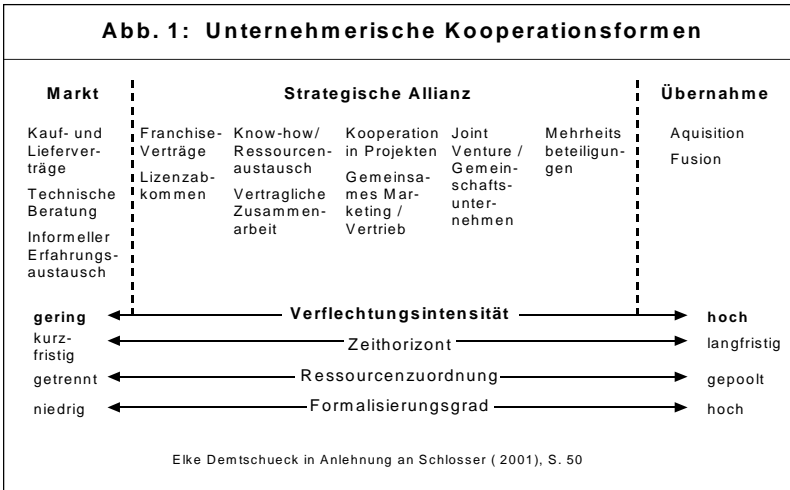 Abb. 1: Unternehmerische Kooperationsformen
Markt
Kauf- und
Lieferver-
träge
Technische
Beratung
Informeller
Erfahrungs-
austausch
Strategische Allianz
Franchise-
Verträge
Lizenzab-
kommen
Know-how/
Ressourcen-
austausch
Vertragliche
Zusammen-
arbeit
Kooperation
in Projekten
Gemeinsa-
mes Mar-
keting /
Vertrieb
Joint
Venture /
Gemein-
schafts-
unter-
nehmen
Mehrheits
beteiligun-
gen
Übernahme
Aquisition
Fusion
gering Verflechtungsintensität hoch
kurz-
fristig Zeithorizont langfristig
getrennt Ressourcenzuordnung gepoolt
niedrig Formalisierungsgrad hoch
Elke Demtschueck in Anlehnung an Schlosser ( 2001), S. 50